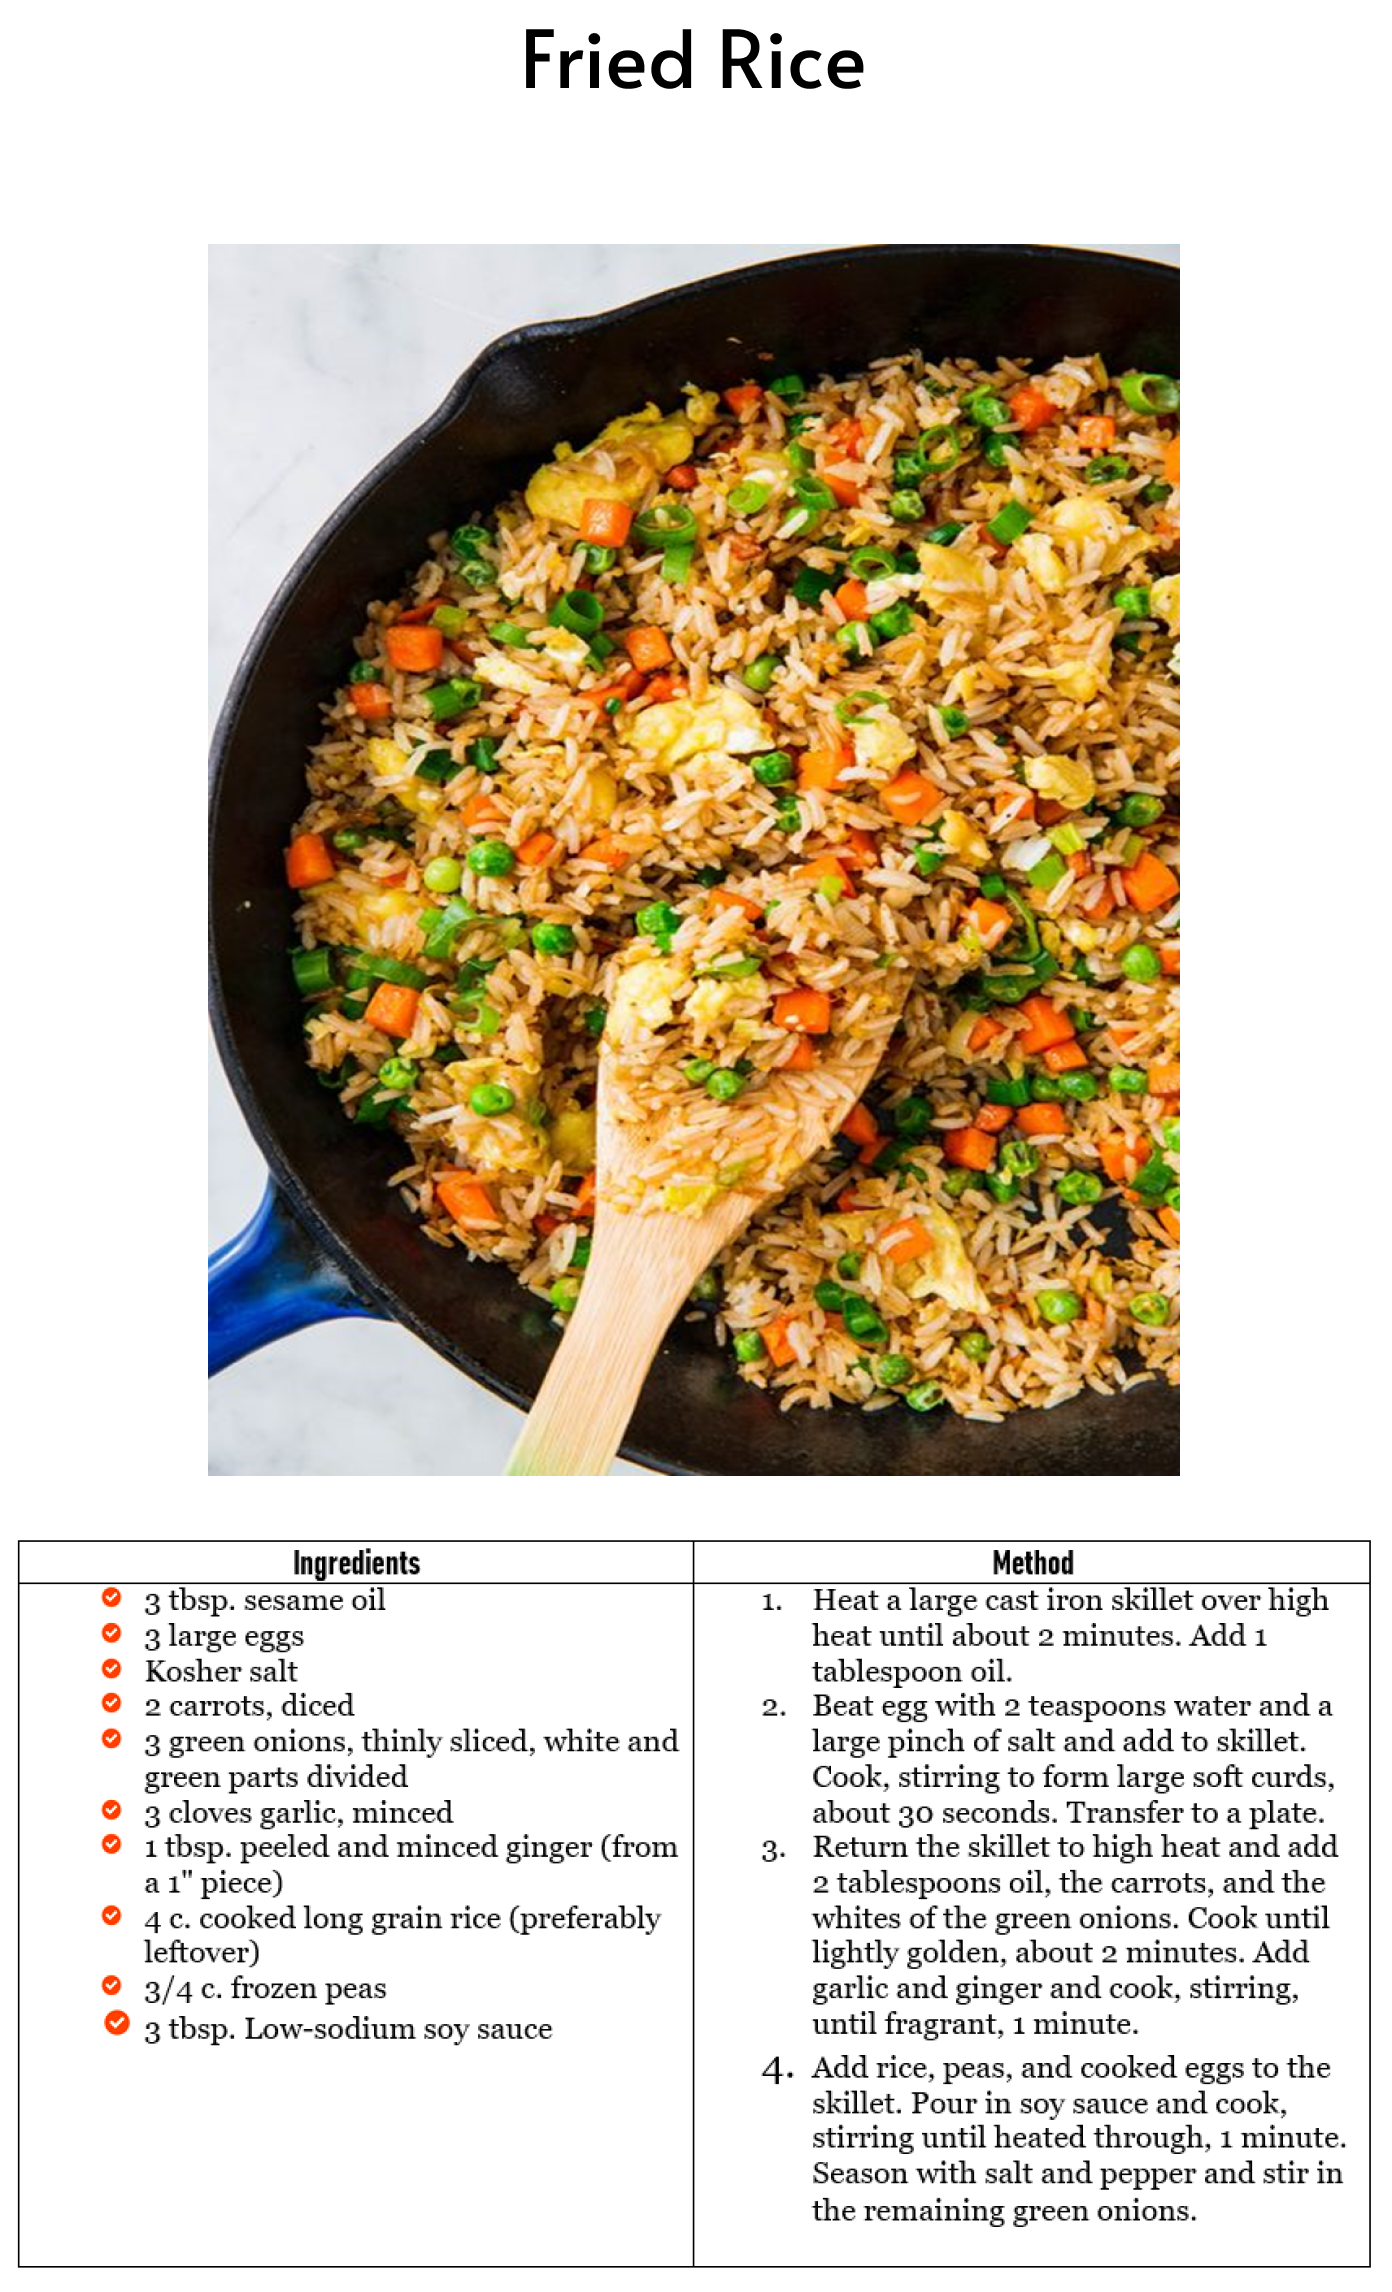 Fried Rice
Ingredients
3 tbsp. sesame oil
3 large eggs
Kosher salt
2 carrots, diced
3 green onions, thinly sliced, white and
green parts divided
3 cloves garlic, minced
1 tbsp. peeled and minced ginger (from
a 1" piece)
4 c. cooked long grain rice (preferably
leftover)
3/4 c. frozen peas
3 tbsp. Low-sodium soy sauce
Method
1. Heat a large cast iron skillet over high
heat until about 2 minutes. Add 1
tablespoon oil.
2. Beat egg with 2 teaspoons water and a
large pinch of salt and add to skillet.
Cook, stirring to form large soft curds,
about 30 seconds. Transfer to a plate.
3. Return the skillet to high heat and add
2 tablespoons oil, the carrots, and the
whites of the green onions. Cook until
lightly golden, about 2 minutes. Add
garlic and ginger and cook, stirring,
until fragrant, 1 minute.
4. Add rice, peas, and cooked eggs to the
skillet. Pour in soy sauce and cook,
stirring until heated through, 1 minute.
Season with salt and pepper and stir in
the remaining green onions.